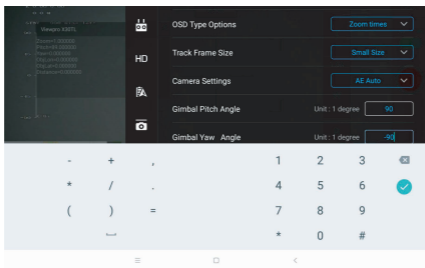 Viewpro 4307L
OSD Type Options
Zoom times
HD
Track Frame Size
Small Size
Camera Settings
AE Auto
Gimbal Pitch Angle
Unit : 1 degree
90
Gimbal Yaw Angle
Unit : 1 degree
-90
- + , 1 2 3
* / . 4 5 6
( ) = 7 8 9
* 0 #